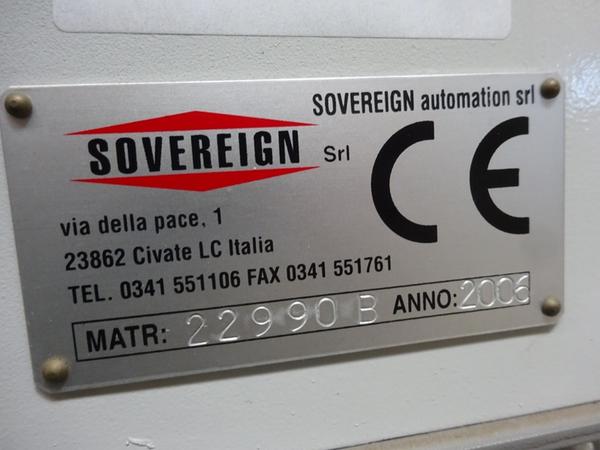 SOVEREIGN automation srl
SOVEREIGN Srl
CE
via della pace, 1
23862 Civate LC Italia
TEL. 0341 551106 FAX 0341 551761
MATR: 22990 B ANNO: 2006